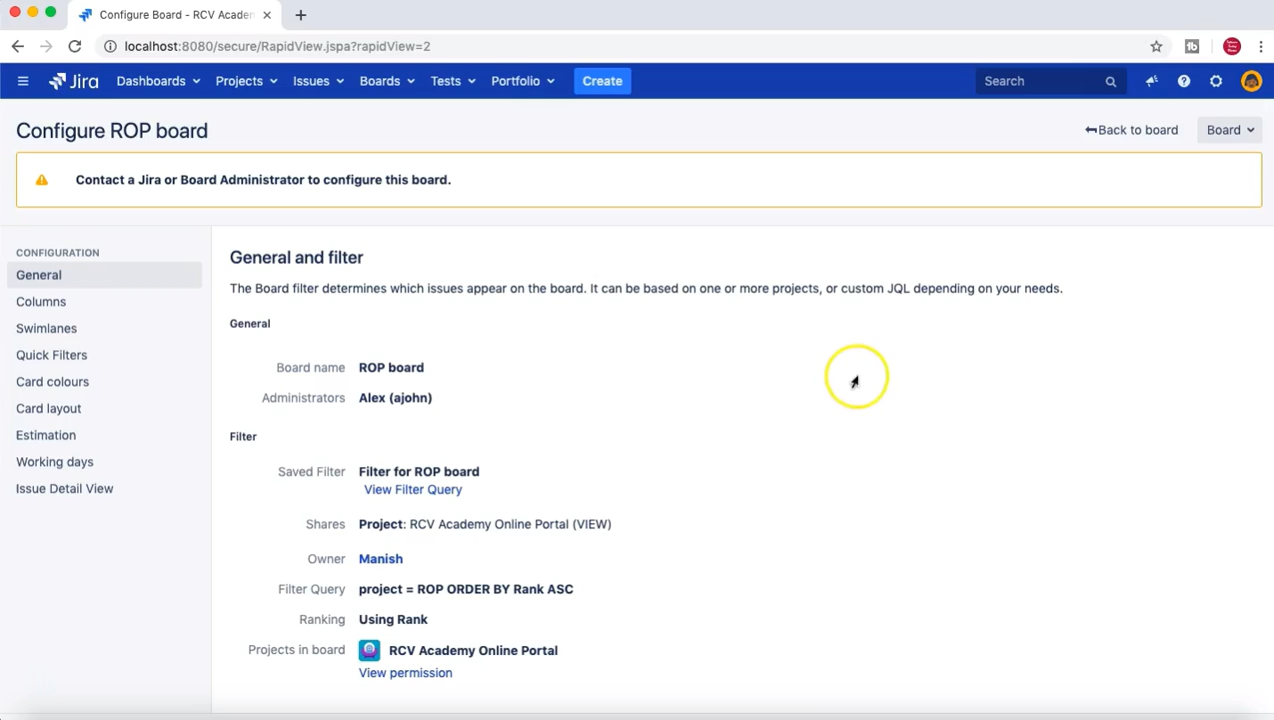 Configure Board - RCV Academ
localhost:8080/secure/RapidView.jspa?rapidView=2
Jira Dashboards Projects Issues Boards Tests Portfolio Create Search
Configure ROP board
Back to board Board
Contact a Jira or Board Administrator to configure this board.
CONFIGURATION
General
Columns
Swimlanes
Quick Filters
Card colours
Card layout
Estimation
Working days
Issue Detail View
General and filter
The Board filter determines which issues appear on the board. It can be based on one or more projects, or custom JQL depending on your needs.
General
Board name ROP board
Administrators Alex (ajohn)
Filter
Saved Filter Filter for ROP board
View Filter Query
Shares Project: RCV Academy Online Portal (VIEW)
Owner Manish
Filter Query project = ROP ORDER BY Rank ASC
Ranking Using Rank
Projects in board RCV Academy Online Portal
View permission